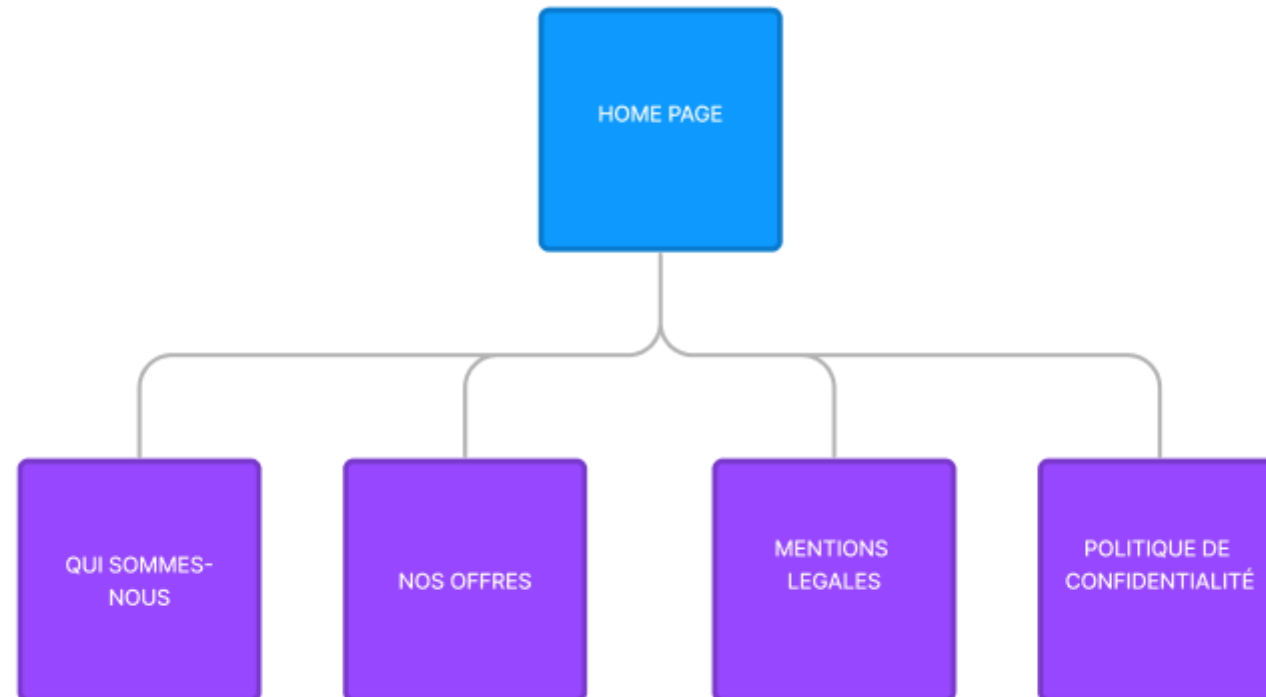 HOME PAGE
QUI SOMMES-
NOUS
NOS OFFRES
MENTIONS
LEGALES
POLITIQUE DE
CONFIDENTIALITÉ